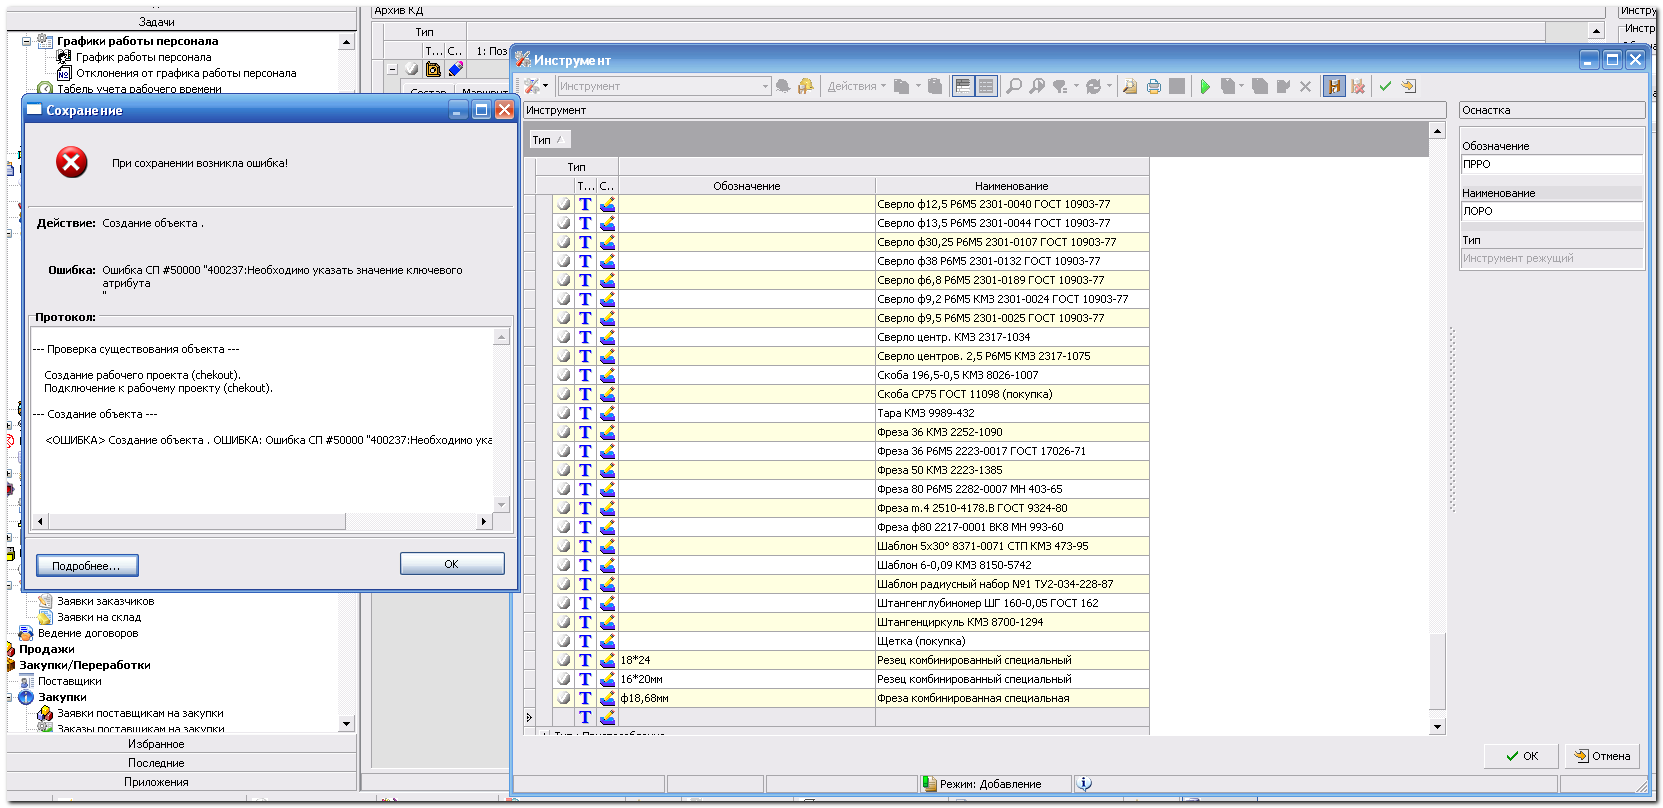 Задачи
Графики работы персонала
График работы персонала
Отклонения от графика работы персонала
Табель учета рабочего времени
Архив КД
Тип
Т... С..
1: Поз
Состав
Маршрут
Сохранение
При сохранении возникла ошибка!
Действие: Создание объекта .
Ошибка: Ошибка СП #50000 "400237:Необходимо указать значение ключевого
атрибута
"
Протокол:
--- Проверка существования объекта ---
Создание рабочего проекта (chekout).
Подключение к рабочему проекту (chekout).
--- Создание объекта ---
<ОШИБКА> Создание объекта . ОШИБКА: Ошибка СП #50000 "400237:Необходимо ука
Подробнее...
ОК
Заявки заказчиков
Заявки на склад
Ведение договоров
Продажи
Закупки/Переработки
Поставщики
Закупки
Заявки поставщикам на закупки
Заказы поставщикам на закупки
Избранное
Последние
Приложения
Инструмент
Инструмент
Действия
Инструмент
Тип
Тип
Т... С.. Обозначение Наименование
Сверло ф12,5 Р6М5 2301-0040 ГОСТ 10903-77
Сверло ф13,5 Р6М5 2301-0044 ГОСТ 10903-77
Сверло ф30,25 Р6М5 2301-0107 ГОСТ 10903-77
Сверло ф38 Р6М5 2301-0132 ГОСТ 10903-77
Сверло ф6,8 Р6М5 2301-0189 ГОСТ 10903-77
Сверло ф9,2 Р6М5 КМЗ 2301-0024 ГОСТ 10903-77
Сверло ф9,5 Р6М5 2301-0025 ГОСТ 10903-77
Сверло центр. КМЗ 2317-1034
Сверло центров. 2,5 Р6М5 КМЗ 2317-1075
Скоба 196,5-0,5 КМЗ 8026-1007
Скоба СР75 ГОСТ 11098 (покупка)
Тара КМЗ 9989-432
Фреза 36 КМЗ 2252-1090
Фреза 36 Р6М5 2223-0017 ГОСТ 17026-71
Фреза 50 КМЗ 2223-1385
Фреза 80 Р6М5 2282-0007 МН 403-65
Фреза m.4 2510-4178.В ГОСТ 9324-80
Фреза ф80 2217-0001 ВК8 МН 993-60
Шаблон 5х30° 8371-0071 СТП КМЗ 473-95
Шаблон 6-0,09 КМЗ 8150-5742
Шаблон радиусный набор №1 ТУ2-034-228-87
Штангенглубиномер ШГ 160-0,05 ГОСТ 162
Штангенциркуль КМЗ 8700-1294
Щетка (покупка)
18*24 Резец комбинированный специальный
16*20мм Резец комбинированный специальный
ф18,68мм Фреза комбинированная специальная
Оснастка
Обозначение
ПРРО
Наименование
ЛОРО
Тип
Инструмент режущий
ОК
Отмена
Режим: Добавление